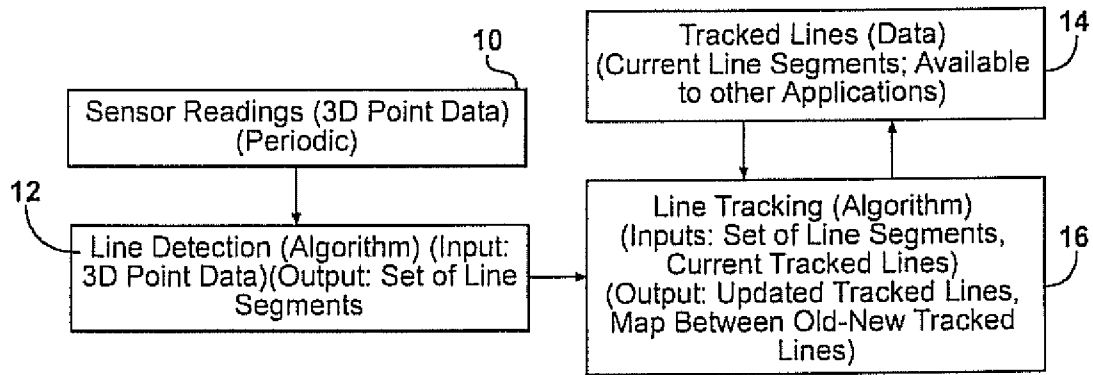 10
Sensor Readings (3D Point Data)
(Periodic)
12
Line Detection (Algorithm) (Input:
3D Point Data)(Output: Set of Line
Segments
14
Tracked Lines (Data)
(Current Line Segments; Available
to other Applications)
Line Tracking (Algorithm)
(Inputs: Set of Line Segments,
Current Tracked Lines)
(Output: Updated Tracked Lines,
Map Between Old-New Tracked
Lines)
16